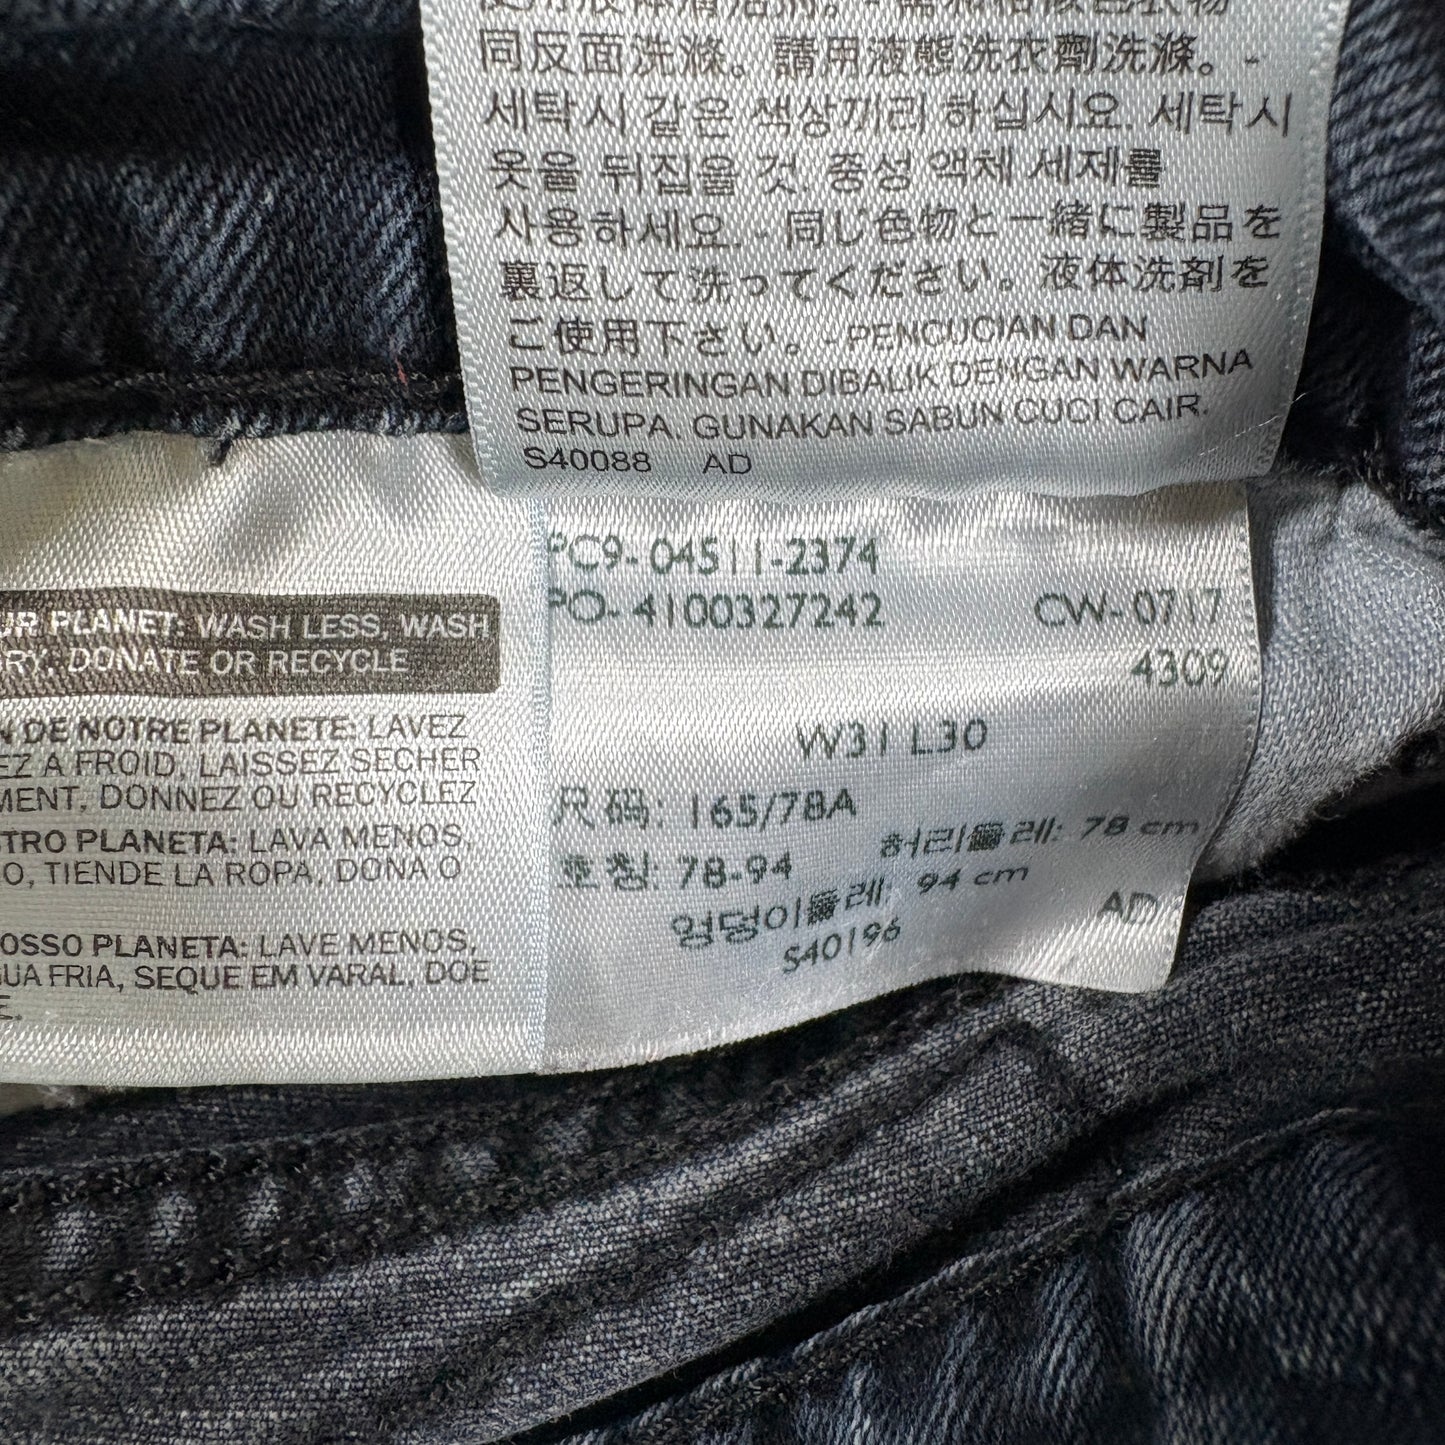 同反面洗滌。請用液態洗衣劑洗滌。-
세탁시 같은 색상끼리 하십시요. 세탁시
옷을 뒤집을 것. 중성 액체 세제를
사용하세요. - 同じ色物と一緒に製品を
裏返して洗ってください。液体洗剤を
ご使用下さい。-PENCUCIAN DAN
PENGERINGAN DIBALIK DENGAN WARNA
SERUPA. GUNAKAN SABUN CUCI CAIR.
S40088 AD
PC9-04511-2374
PO-4100327242 CW-0717
4309
W31 L30
尺码: 165/78A
호칭: 78-94 허리둘레: 78 cm
엉덩이둘레: 94 cm
S40196 AD
UR PLANET: WASH LESS, WASH
RY, DONATE OR RECYCLE
N DE NOTRE PLANETE: LAVEZ
EZ A FROID, LAISSEZ SECHER
MENT, DONNEZ OU RECYCLEZ
STRO PLANETA: LAVA MENOS,
O, TIENDE LA ROPA, DONA O
OSSO PLANETA: LAVE MENOS,
UA FRIA, SEQUE EM VARAL, DOE
E.